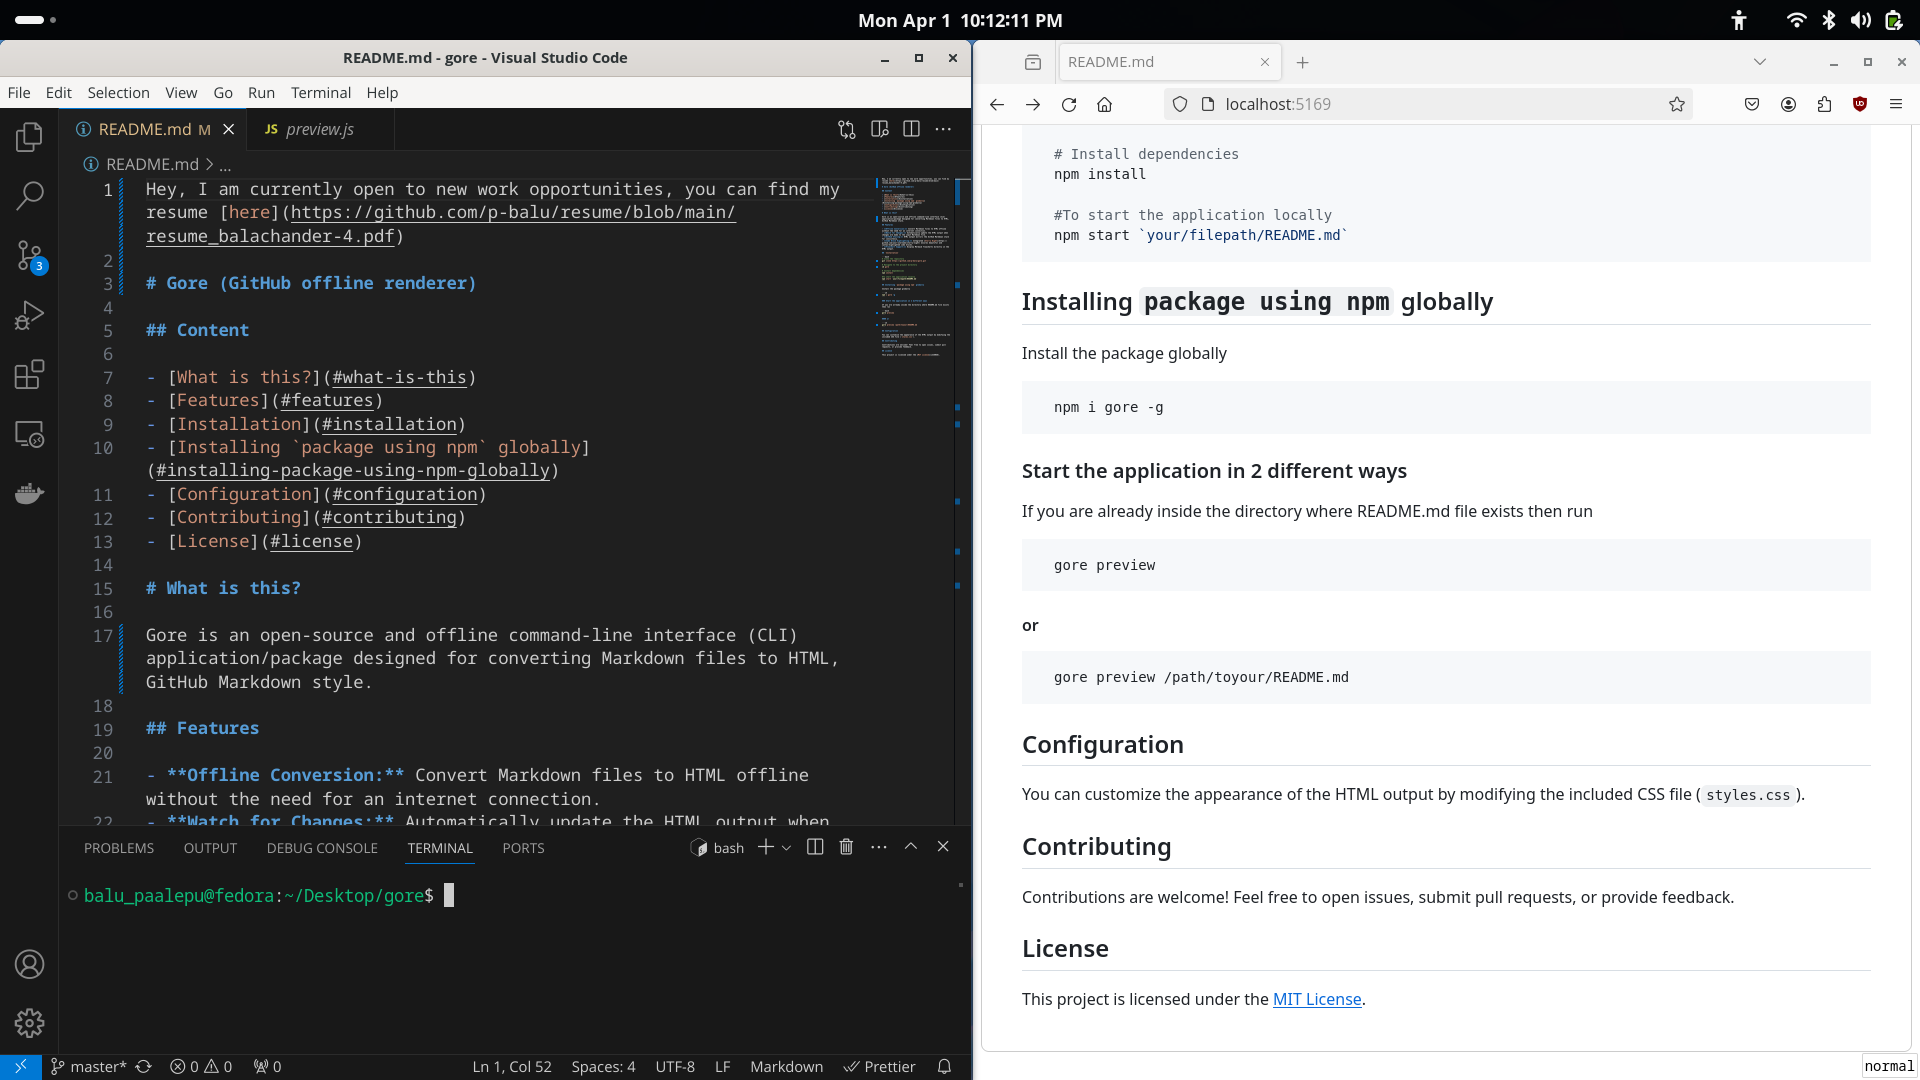 Mon Apr 1 10:12:11 PM
README.md - gore - Visual Studio Code
File Edit Selection View Go Run Terminal Help
README.md M
JS preview.js
README.md > ...
1 Hey, I am currently open to new work opportunities, you can find my
resume [here](https://github.com/p-balu/resume/blob/main/
resume_balachander-4.pdf)
2
3 # Gore (GitHub offline renderer)
4
5 ## Content
6
7 - [What is this?](#what-is-this)
8 - [Features](#features)
9 - [Installation](#installation)
10 - [Installing `package using npm` globally]
(#installing-package-using-npm-globally)
11 - [Configuration](#configuration)
12 - [Contributing](#contributing)
13 - [License](#license)
14
15 # What is this?
16
17 Gore is an open-source and offline command-line interface (CLI)
application/package designed for converting Markdown files to HTML,
GitHub Markdown style.
18
19 ## Features
20
21 - **Offline Conversion:** Convert Markdown files to HTML offline
without the need for an internet connection.
22 - **Watch for Changes:** Automatically update the HTML output when
3
PROBLEMS OUTPUT DEBUG CONSOLE TERMINAL PORTS
bash
balu_paalepu@fedora:~/Desktop/gore$
master* 0 0 0
Ln 1, Col 52 Spaces: 4 UTF-8 LF Markdown Prettier
README.md
localhost:5169
# Install dependencies
npm install
#To start the application locally
npm start `your/filepath/README.md`
Installing package using npm globally
Install the package globally
npm i gore -g
Start the application in 2 different ways
If you are already inside the directory where README.md file exists then run
gore preview
or
gore preview /path/toyour/README.md
Configuration
You can customize the appearance of the HTML output by modifying the included CSS file (styles.css).
Contributing
Contributions are welcome! Feel free to open issues, submit pull requests, or provide feedback.
License
This project is licensed under the MIT License.
normal